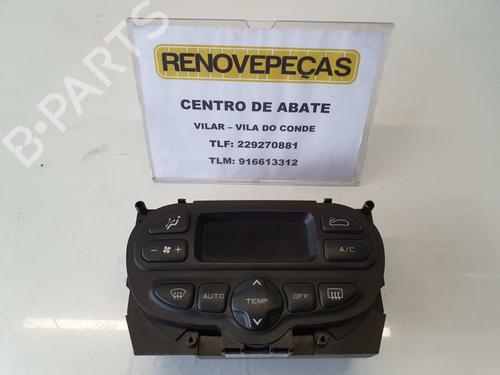 RENOVEPEÇAS
CENTRO DE ABATE
VILAR – VILA DO CONDE
TLF: 229270881
TLM: 916613312
B-PARTS
- +
A/C
AUTO
TEMP
OFF